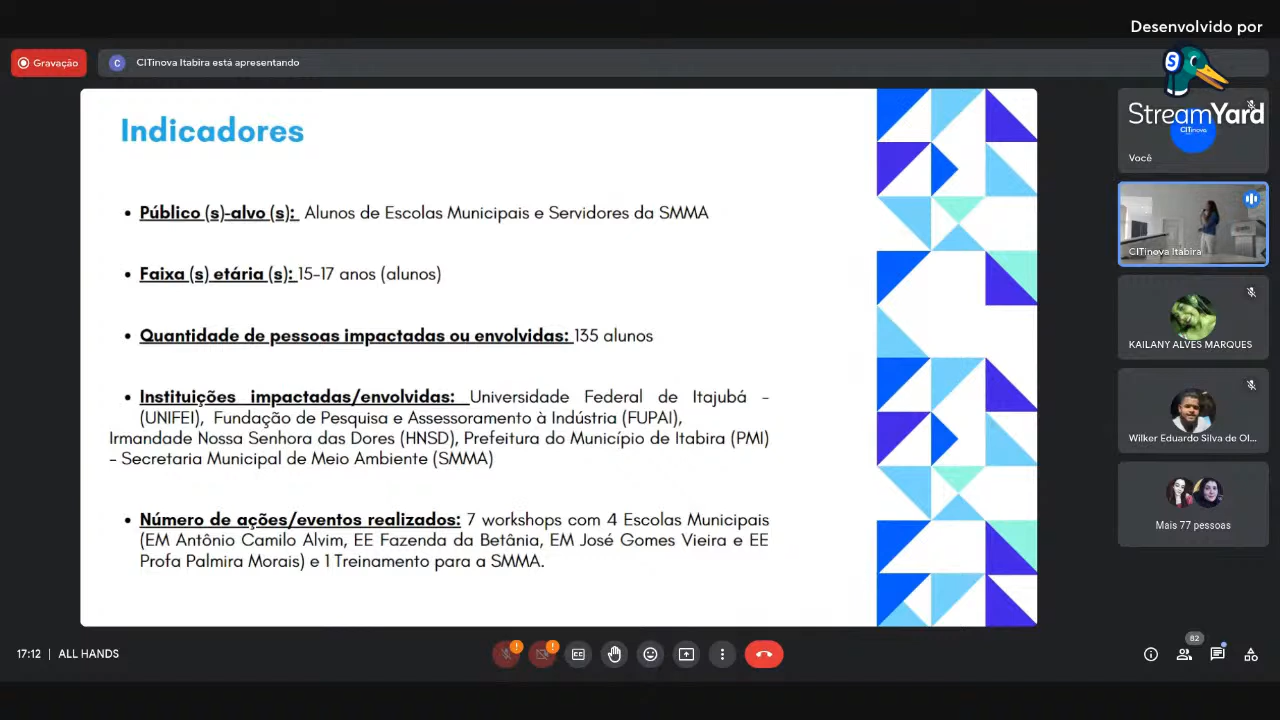 Desenvolvido por
StreamYard
Gravação
C
CITinova Itabira está apresentando
Indicadores
• Público (s)-alvo (s): Alunos de Escolas Municipais e Servidores da SMMA
• Faixa (s) etária (s): 15-17 anos (alunos)
• Quantidade de pessoas impactadas ou envolvidas: 135 alunos
• Instituições impactadas/envolvidas: Universidade Federal de Itajubá -
(UNIFEI), Fundação de Pesquisa e Assessoramento à Indústria (FUPAI),
Irmandade Nossa Senhora das Dores (HNSD), Prefeitura do Município de Itabira (PMI)
- Secretaria Municipal de Meio Ambiente (SMMA)
• Número de ações/eventos realizados: 7 workshops com 4 Escolas Municipais
(EM Antônio Camilo Alvim, EE Fazenda da Betânia, EM José Gomes Vieira e EE
Profa Palmira Morais) e 1 Treinamento para a SMMA.
CITinova
Você
CITinova Itabira
KAILANY ALVES MARQUES
Wilker Eduardo Silva de Ol...
Mais 77 pessoas
17:12 | ALL HANDS
82